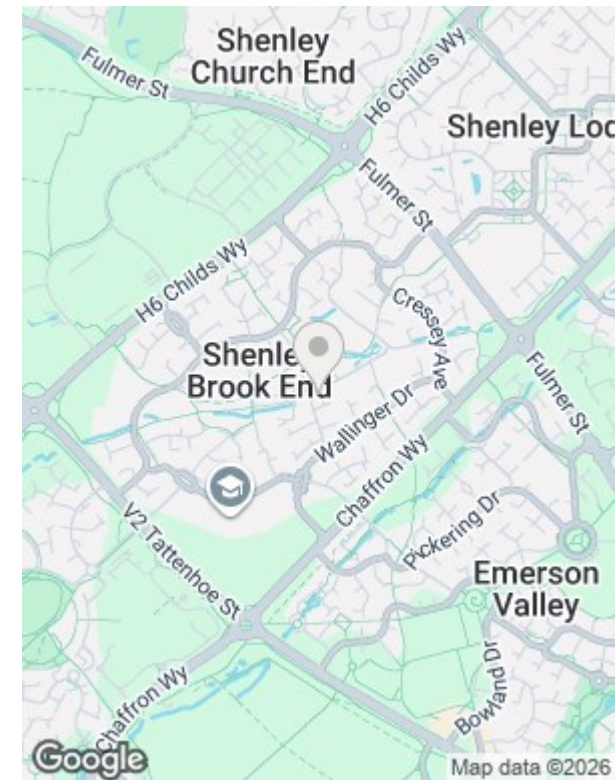 Shenley
Church End
Fulmer St
H6 Childs Wy
Shenley Lod
Fulmer St
H6 Childs Wy
Cressey Ave
Shenley
Brook End
Fulmer St
Wallinger Dr
Chaffron Wy
V2 Tattenhoe St
Pickering Dr
Emerson
Valley
Chaffron Wy
Bowland Dr
Google
Map data ©2026